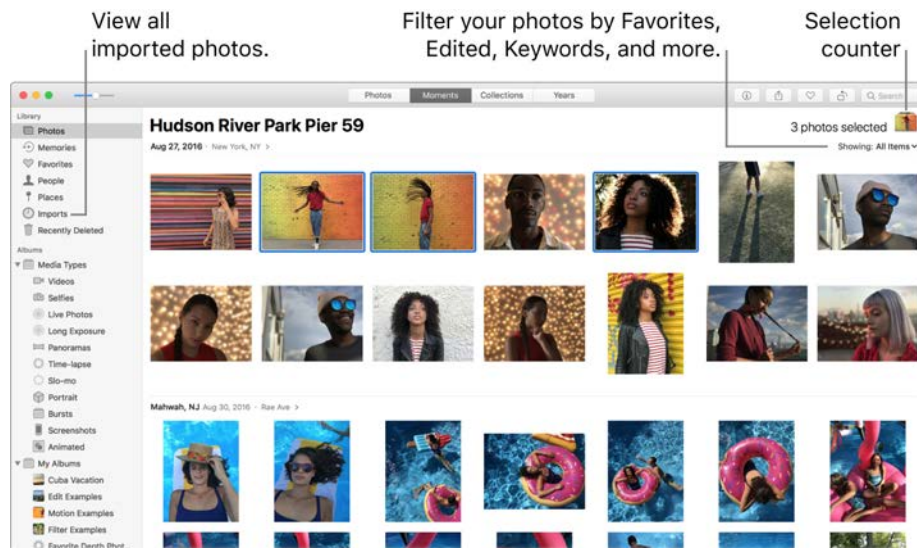 View all
imported photos.
Filter your photos by Favorites,
Edited, Keywords, and more.
Selection
counter
Photos Moments Collections Years
Search
Library
Photos
Memories
Favorites
People
Places
Imports
Recently Deleted
Albums
Media Types
Videos
Selfies
Live Photos
Long Exposure
Panoramas
Time-lapse
Slo-mo
Portrait
Bursts
Screenshots
Animated
My Albums
Cuba Vacation
Edit Examples
Motion Examples
Filter Examples
Favorite Depth Phot
Hudson River Park Pier 59
Aug 27, 2016 · New York, NY >
3 photos selected
Showing: All Items
Mahwah, NJ Aug 30, 2016 · Rae Ave >